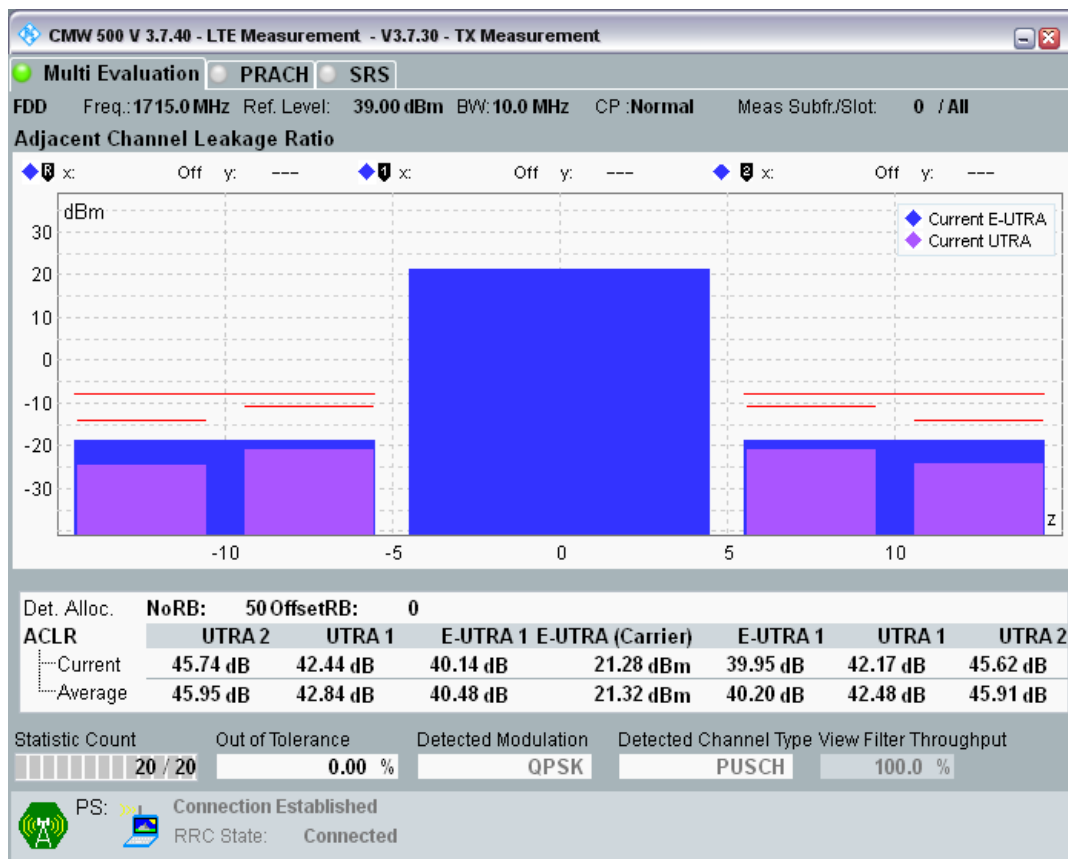 CMW 500 V 3.7.40 - LTE Measurement - V3.7.30 - TX Measurement
Multi Evaluation PRACH SRS
FDD Freq.:1715.0 MHz Ref. Level: 39.00 dBm BW:10.0 MHz CP :Normal Meas Subfr./Slot: 0 / All
Adjacent Channel Leakage Ratio
R x: Off y: --- 1 x: Off y: --- 2 x: Off y: ---
dBm
Current E-UTRA
Current UTRA
30
20
10
0
-10
-20
-30
z
-10 -5 0 5 10
Det. Alloc. NoRB: 50 OffsetRB: 0
ACLR UTRA 2 UTRA 1 E-UTRA 1 E-UTRA (Carrier) E-UTRA 1 UTRA 1 UTRA 2
Current 45.74 dB 42.44 dB 40.14 dB 21.28 dBm 39.95 dB 42.17 dB 45.62 dB
Average 45.95 dB 42.84 dB 40.48 dB 21.32 dBm 40.20 dB 42.48 dB 45.91 dB
Statistic Count Out of Tolerance Detected Modulation Detected Channel Type View Filter Throughput
20 / 20 0.00 % QPSK PUSCH 100.0 %
PS: Connection Established
RRC State: Connected